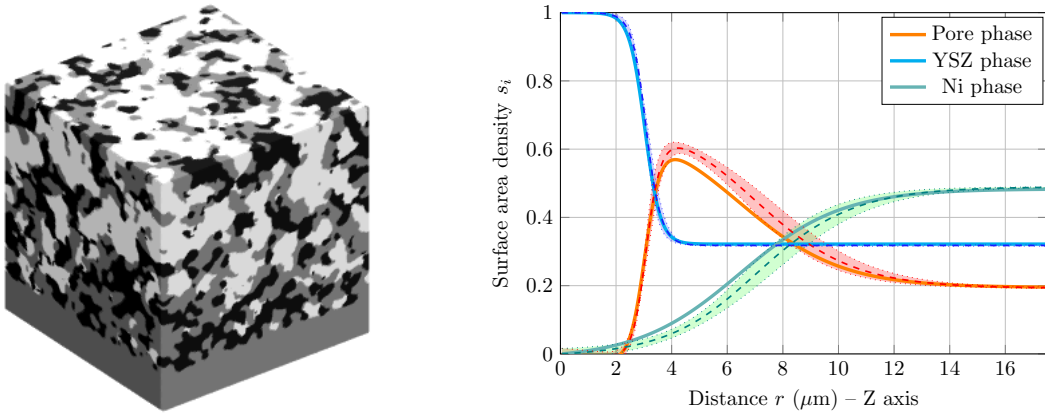 Pore phase
YSZ phase
Ni phase
Surface area density s_i
1
0.8
0.6
0.4
0.2
0
0 2 4 6 8 10 12 14 16
Distance r (μm) – Z axis